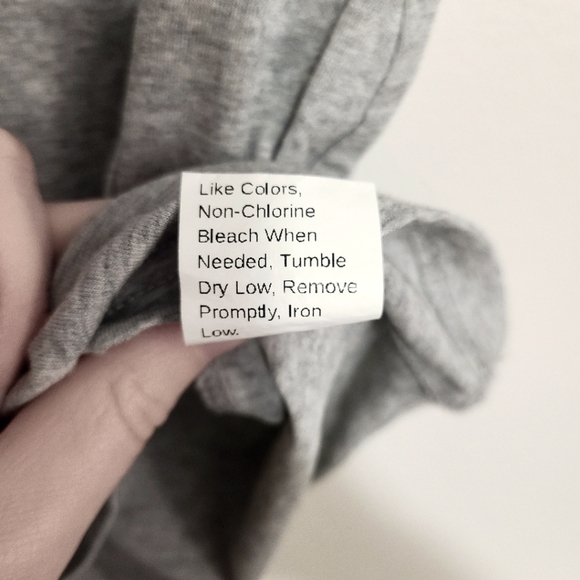 Like Colors,
Non-Chlorine
Bleach When
Needed, Tumble
Dry Low, Remove
Promptly, Iron
Low.